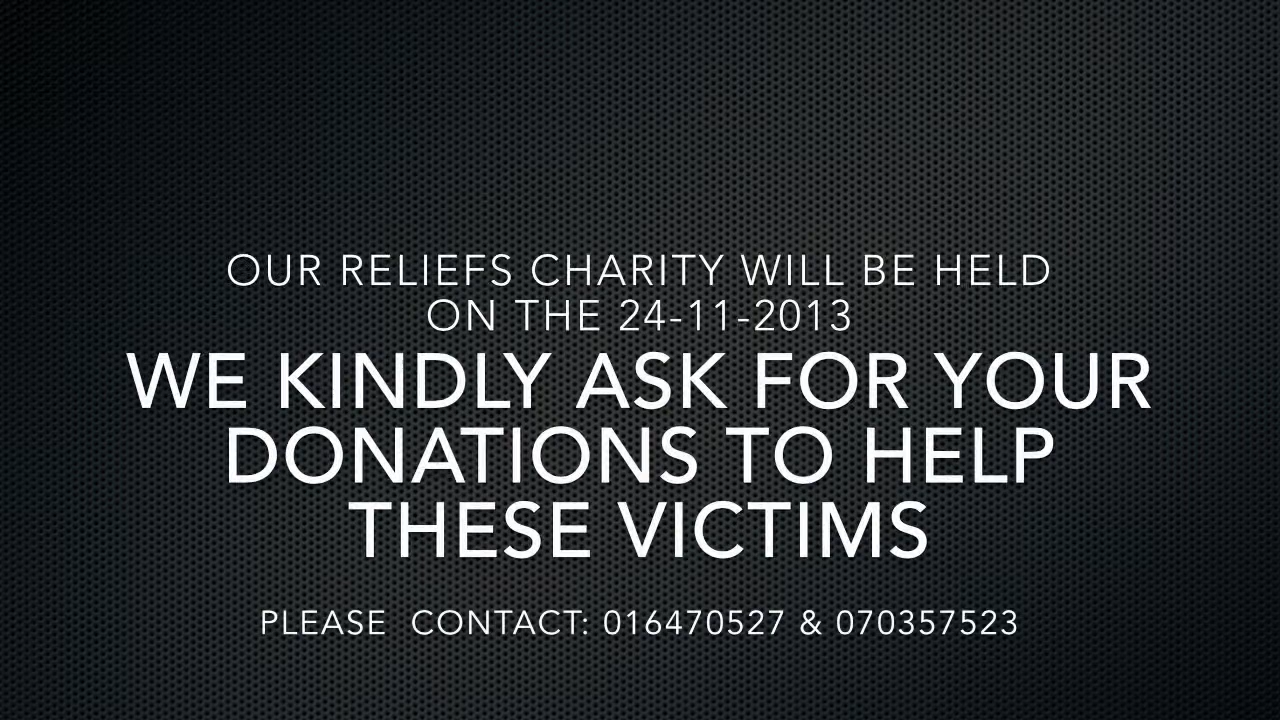 OUR RELIEFS CHARITY WILL BE HELD
ON THE 24-11-2013
WE KINDLY ASK FOR YOUR
DONATIONS TO HELP
THESE VICTIMS
PLEASE  CONTACT: 016470527 & 070357523